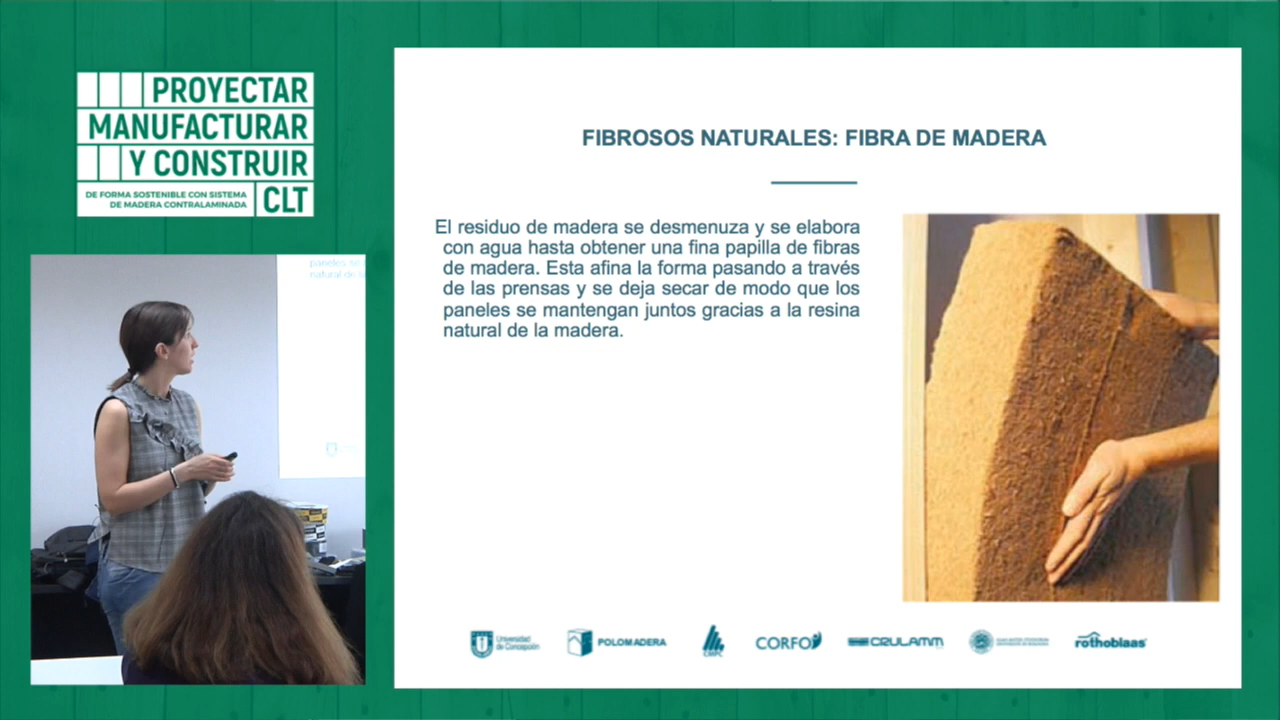 PROYECTAR
MANUFACTURAR
Y CONSTRUIR
DE FORMA SOSTENIBLE CON SISTEMA
DE MADERA CONTRALAMINADA
CLT
FIBROSOS NATURALES: FIBRA DE MADERA
El residuo de madera se desmenuza y se elabora
con agua hasta obtener una fina papilla de fibras
de madera. Esta afina la forma pasando a través
de las prensas y se deja secar de modo que los
paneles se mantengan juntos gracias a la resina
natural de la madera.
Universidad
de Concepción
POLOMADERA
CORFO
CRULAMM
rothoblaas